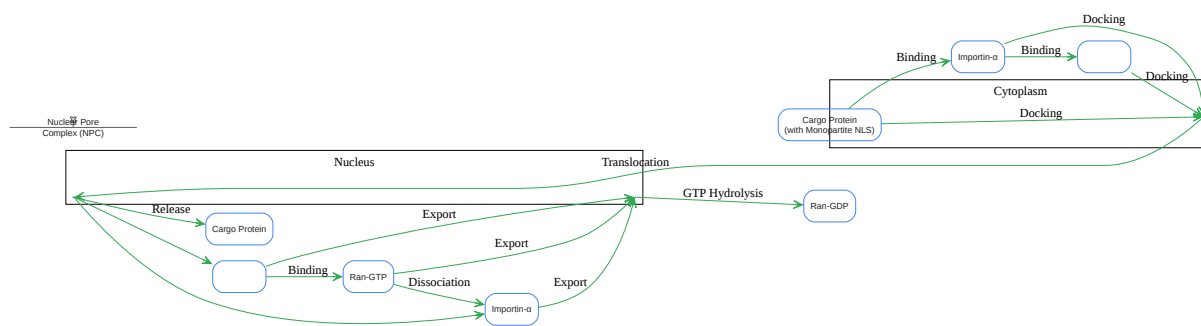 Docking
Binding
Importin-α
Binding
Docking
Cytoplasm
Cargo Protein
(with Monopartite NLS)
Docking
Nuclear Pore
Complex (NPC)
Nucleus
Translocation
GTP Hydrolysis
Ran-GDP
Release
Cargo Protein
Export
Export
Binding
Ran-GTP
Dissociation
Export
Importin-α